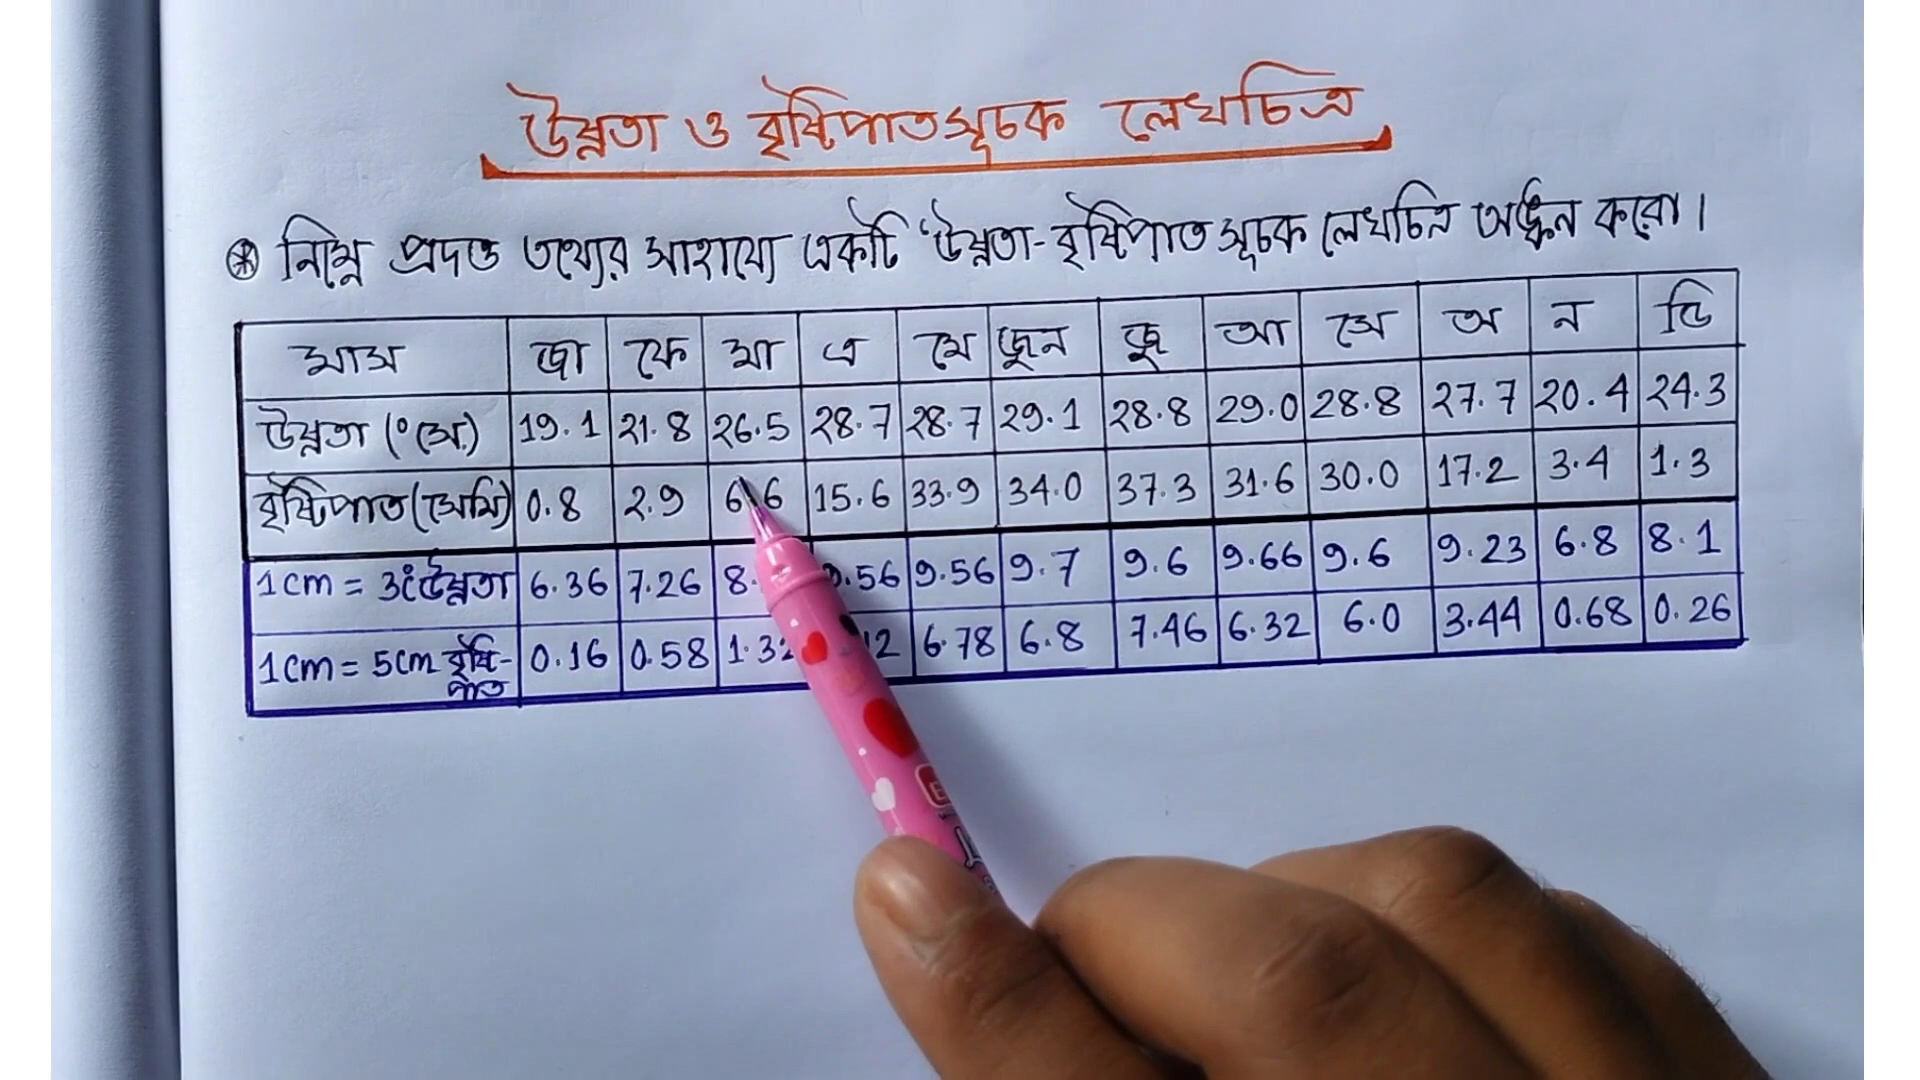 উষ্ণতা ও বৃষ্টিপাতসূচক লেখচিত্র
নিম্নে প্রদত্ত তথ্যের সাহায্যে একটি 'উষ্ণতা-বৃষ্টিপাত সূচক লেখচিত্র অঙ্কন করো।
মাস জা ফে মা এ মে জুন জু আ সে অ ন ডি
উষ্ণতা (°সে.) 19.1 21.8 26.5 28.7 28.7 29.1 28.8 29.0 28.8 27.7 20.4 24.3
বৃষ্টিপাত (সেমি) 0.8 2.9 6.6 15.6 33.9 34.0 37.3 31.6 30.0 17.2 3.4 1.3
1cm = 3°C উষ্ণতা 6.36 7.26 9.56 9.7 9.6 9.66 9.6 9.23 6.8 8.1
1cm = 5cm বৃষ্টি-পাত 0.16 0.58 1.32 6.78 6.8 7.46 6.32 6.0 3.44 0.68 0.26